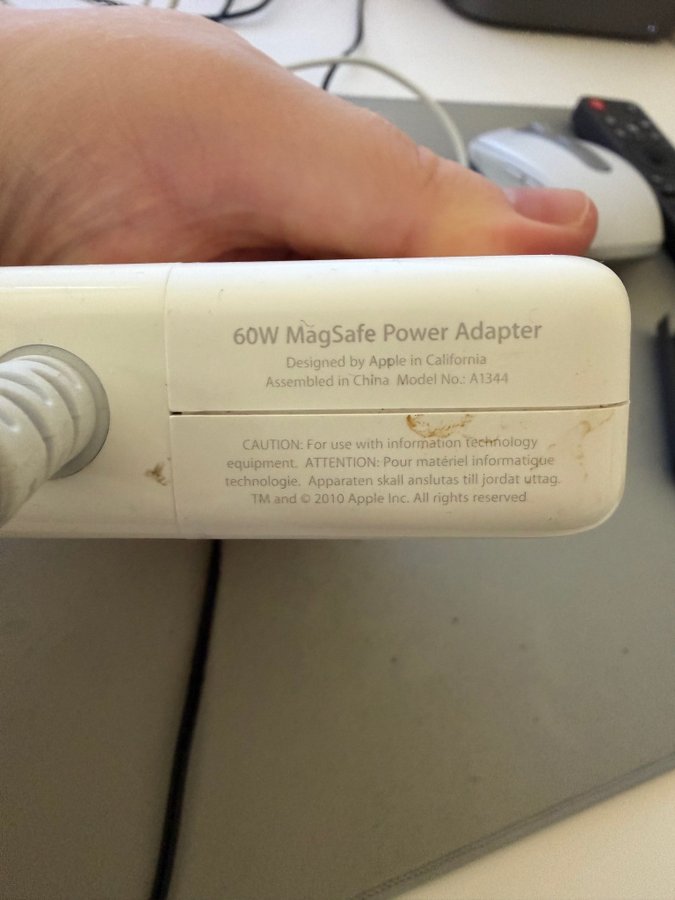 60W MagSafe Power Adapter
Designed by Apple in California
Assembled in China Model No.: A1344
CAUTION: For use with information technology
equipment. ATTENTION: Pour matériel informatique
technologie. Apparaten skall anslutas till jordat uttag.
TM and © 2010 Apple Inc. All rights reserved